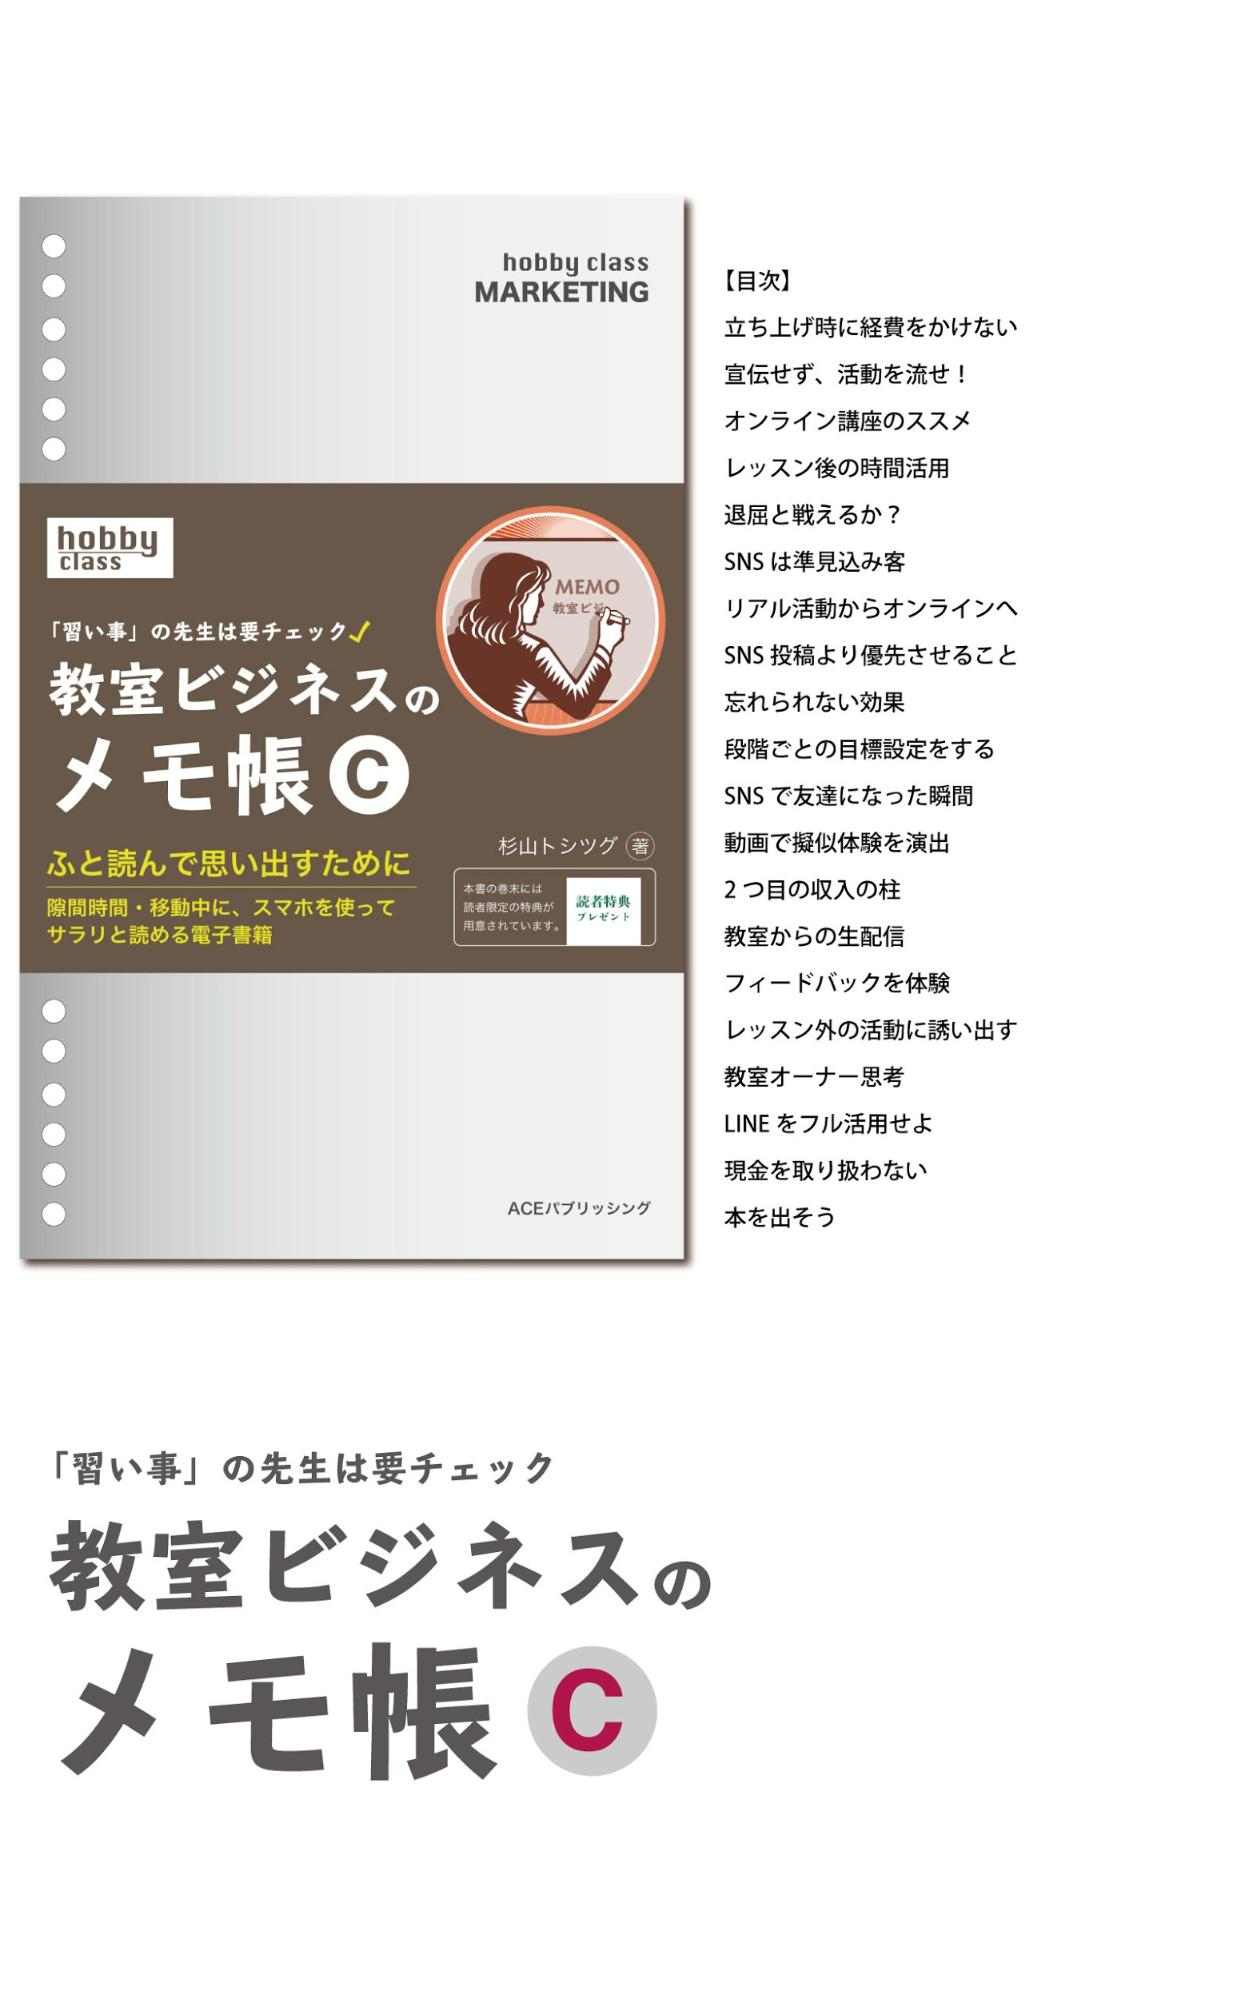 hobby class
MARKETING
hobby
class
MEMO
教室ビジ
「習い事」の先生は要チェック✓
教室ビジネスの
メモ帳 C
ふと読んで思い出すために
隙間時間・移動中に、スマホを使って
サラリと読める電子書籍
杉山トシツグ 著
本書の巻末には
読者限定の特典が
用意されています。
読者特典
プレゼント
ACEパブリッシング
【目次】
立ち上げ時に経費をかけない
宣伝せず、活動を流せ！
オンライン講座のススメ
レッスン後の時間活用
退屈と戦えるか？
SNS は準見込み客
リアル活動からオンラインへ
SNS 投稿より優先させること
忘れられない効果
段階ごとの目標設定をする
SNS で友達になった瞬間
動画で擬似体験を演出
2 つ目の収入の柱
教室からの生配信
フィードバックを体験
レッスン外の活動に誘い出す
教室オーナー思考
LINE をフル活用せよ
現金を取り扱わない
本を出そう
「習い事」の先生は要チェック
教室ビジネスの
メモ帳 C